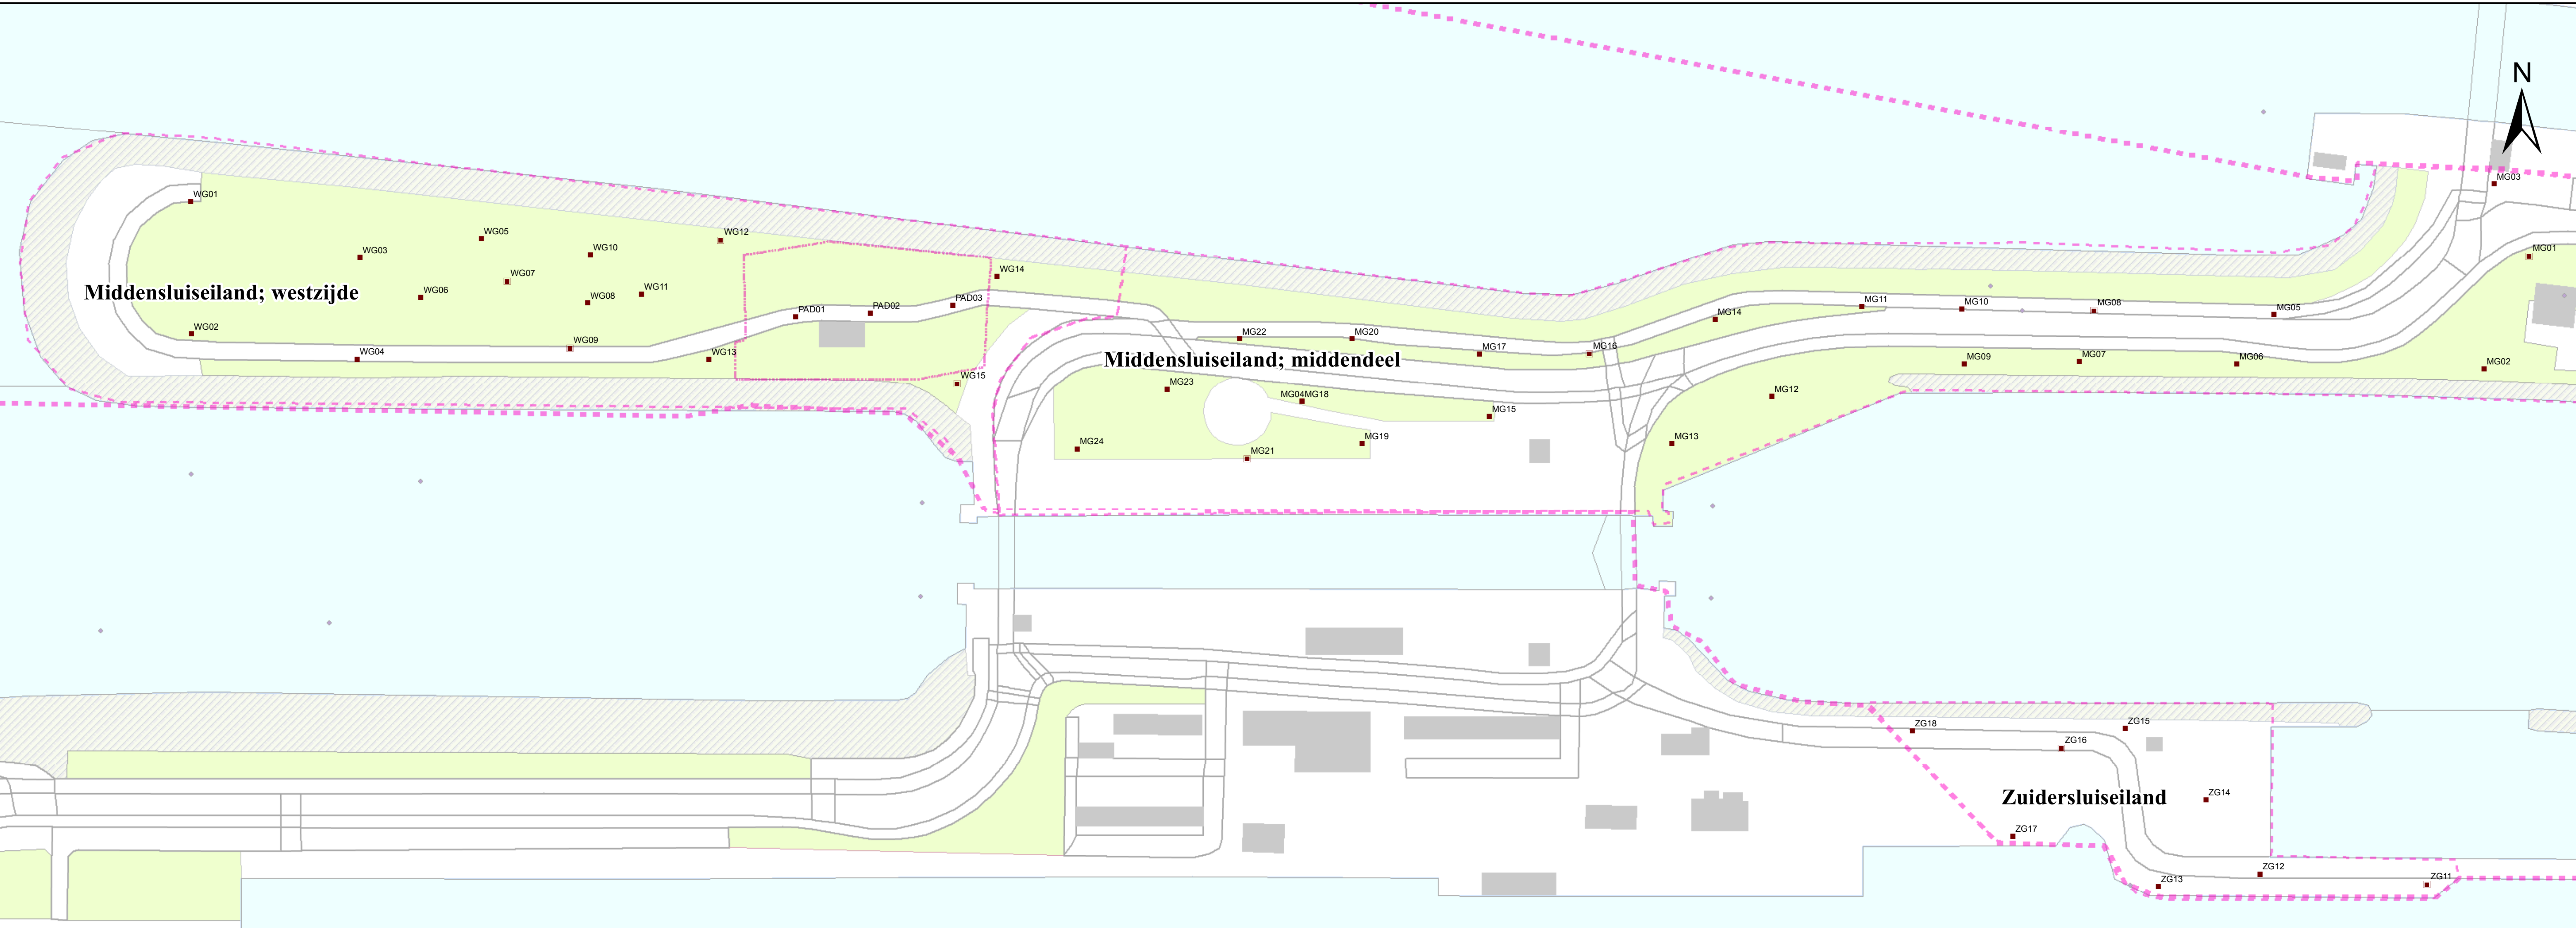 N
MG03
WG01
WG12
WG05
WG03
WG10
MG01
WG07
WG14
WG06
WG08
WG11
Middensluiseiland; westzijde
PAD01
PAD02
PAD03
MG11
MG10
MG08
MG05
MG14
WG02
MG22
MG20
WG04
WG09
WG13
MG17
MG16
Middensluiseiland; middendeel
MG09
MG07
MG06
MG02
WG15
MG23
MG04MG18
MG12
MG15
MG24
MG21
MG19
MG13
ZG18
ZG15
ZG16
Zuidersluiseiland
ZG14
ZG17
ZG12
ZG13
ZG11